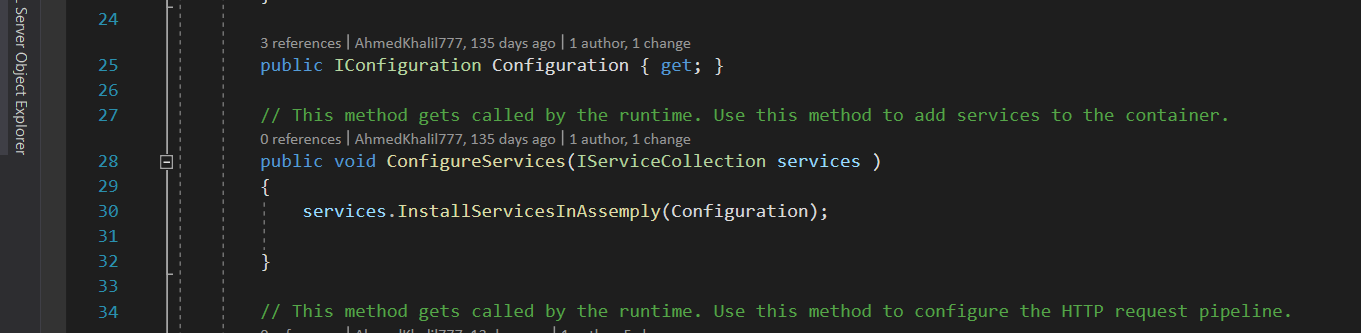 Server Object Explorer
24
3 references | AhmedKhalil777, 135 days ago | 1 author, 1 change
25 public IConfiguration Configuration { get; }
26
27 // This method gets called by the runtime. Use this method to add services to the container.
0 references | AhmedKhalil777, 135 days ago | 1 author, 1 change
28 public void ConfigureServices(IServiceCollection services )
29 {
30 services.InstallServicesInAssemply(Configuration);
31
32 }
33
34 // This method gets called by the runtime. Use this method to configure the HTTP request pipeline.